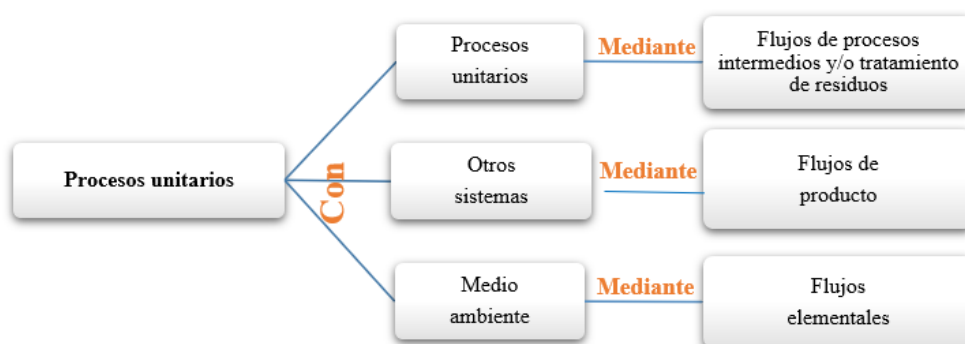 Procesos unitarios
Con
Procesos
unitarios
Mediante
Flujos de procesos
intermedios y/o tratamiento
de residuos
Otros
sistemas
Mediante
Flujos de
producto
Medio
ambiente
Mediante
Flujos
elementales